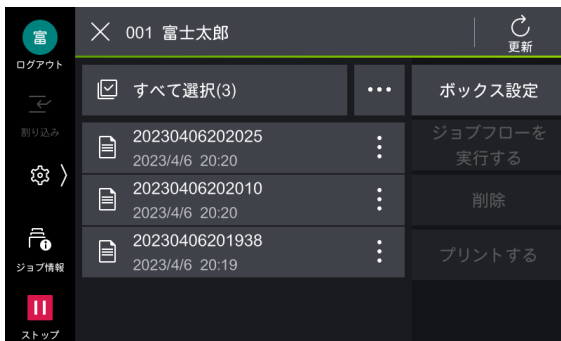 富
ログアウト
割り込み
ジョブ情報
ストップ
001 富士太郎
更新
すべて選択(3)
20230406202025
2023/4/6 20:20
20230406202010
2023/4/6 20:20
20230406201938
2023/4/6 20:19
ボックス設定
ジョブフローを
実行する
削除
プリントする